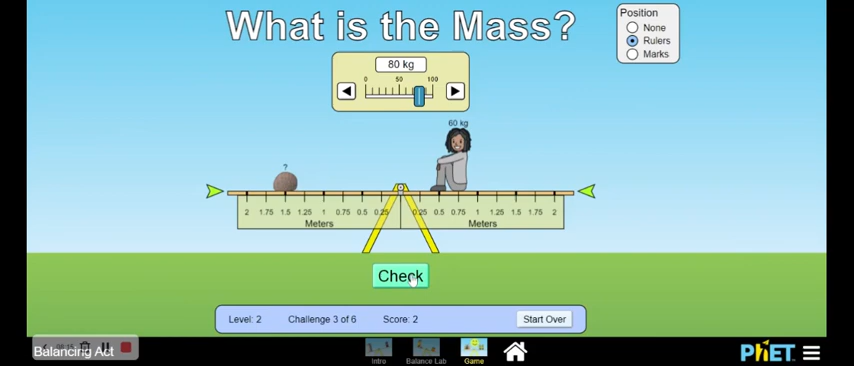 What is the Mass?
Position
None
Rulers
Marks
80 kg
0 50 100
60 kg
?
2 1.75 1.5 1.25 1 0.75 0.5 0.25 0.25 0.5 0.75 1 1.25 1.5 1.75 2
Meters Meters
Check
Level: 2 Challenge 3 of 6 Score: 2 Start Over
Balancing Act
Intro Balance Lab Game
PhET